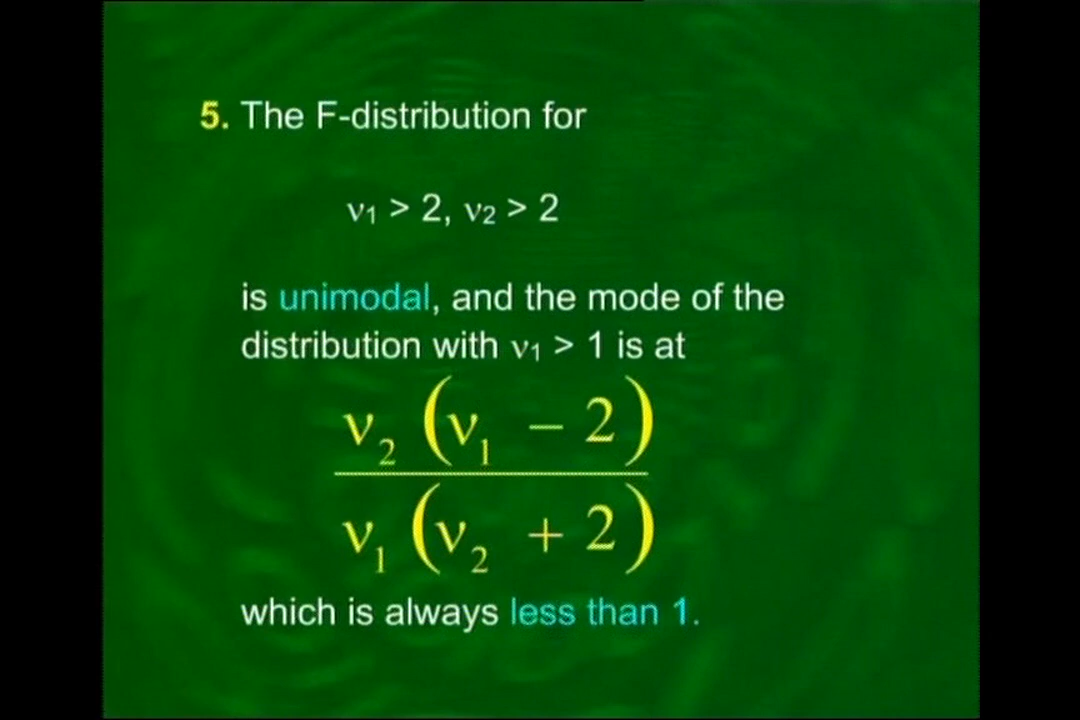 5. The F-distribution for
ν1 > 2, ν2 > 2
is unimodal, and the mode of the
distribution with ν1 > 1 is at
ν2 (ν1 − 2)
ν1 (ν2 + 2)
which is always less than 1.